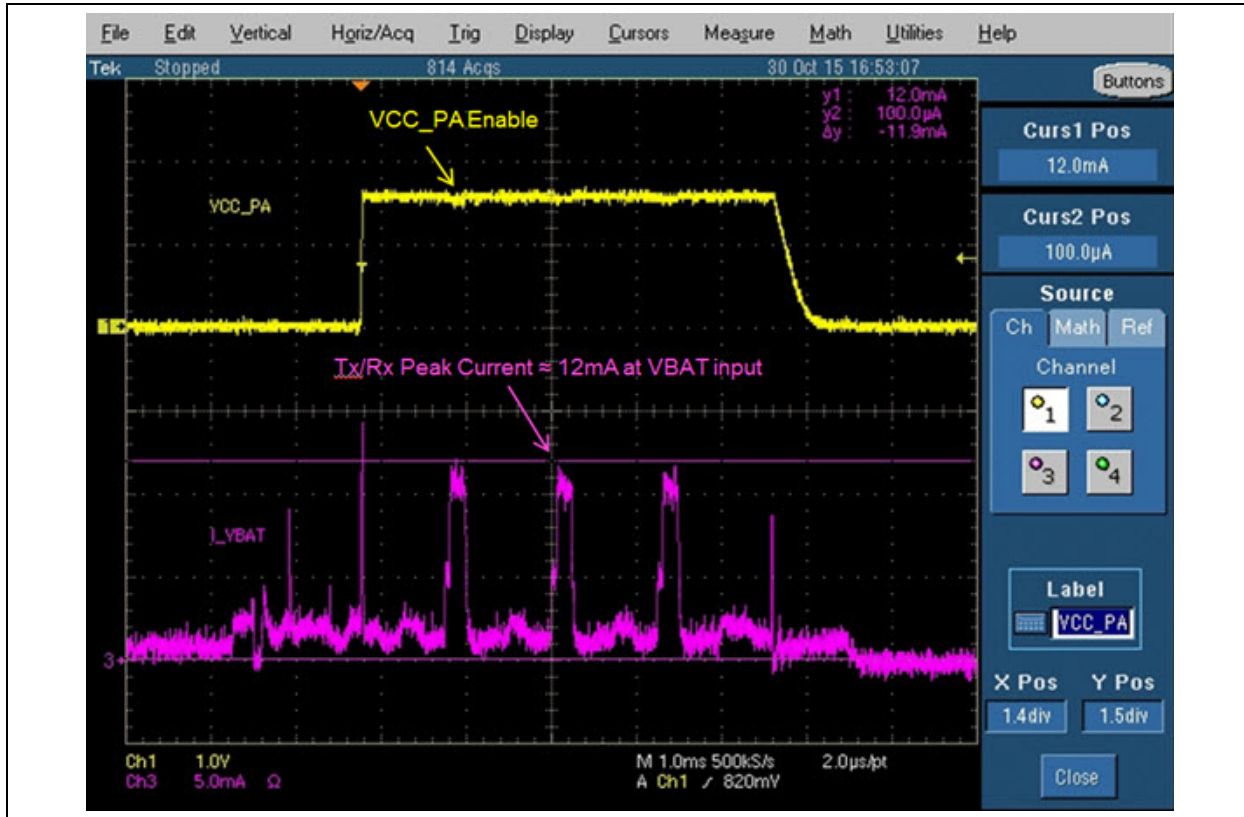 File Edit Vertical Horiz/Acq Trig Display Cursors Measure Math Utilities Help
Tek Stopped 814 Acqs 30 Oct 15 16:53:07
Buttons
y1 : 12.0mA
y2 : 100.0µA
Δy : -11.9mA
VCC_PA Enable
VCC_PA
Curs1 Pos
12.0mA
Curs2 Pos
100.0µA
Source
Ch Math Ref
Channel
1 2
3 4
Tx/Rx Peak Current ≈ 12mA at VBAT input
I_VBAT
3
Label
VCC_PA
X Pos Y Pos
1.4div 1.5div
Close
Ch1 1.0V M 1.0ms 500kS/s 2.0µs/pt
Ch3 5.0mA Ω A Ch1 / 820mV